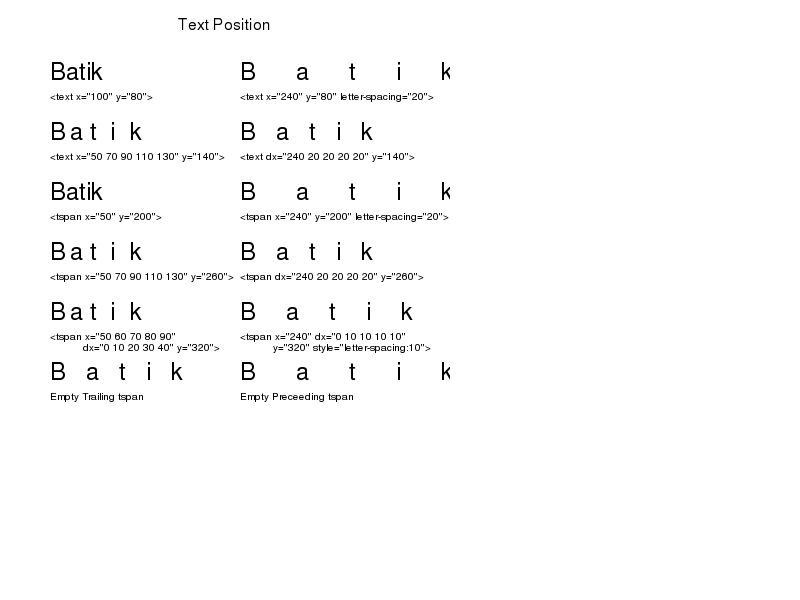 Text Position
Batik B a t i k
<text x="100" y="80"> <text x="240" y="80" letter-spacing="20">
B a t i k B a t i k
<text x="50 70 90 110 130" y="140"> <text dx="240 20 20 20 20" y="140">
Batik B a t i k
<tspan x="50" y="200"> <tspan x="240" y="200" letter-spacing="20">
B a t i k B a t i k
<tspan x="50 70 90 110 130" y="260"> <tspan dx="240 20 20 20 20" y="260">
B a t i k B a t i k
<tspan x="50 60 70 80 90" <tspan x="240" dx="0 10 10 10 10"
dx="0 10 20 30 40" y="320"> y="320" style="letter-spacing:10">
B a t i k B a t i k
Empty Trailing tspan Empty Preceeding tspan